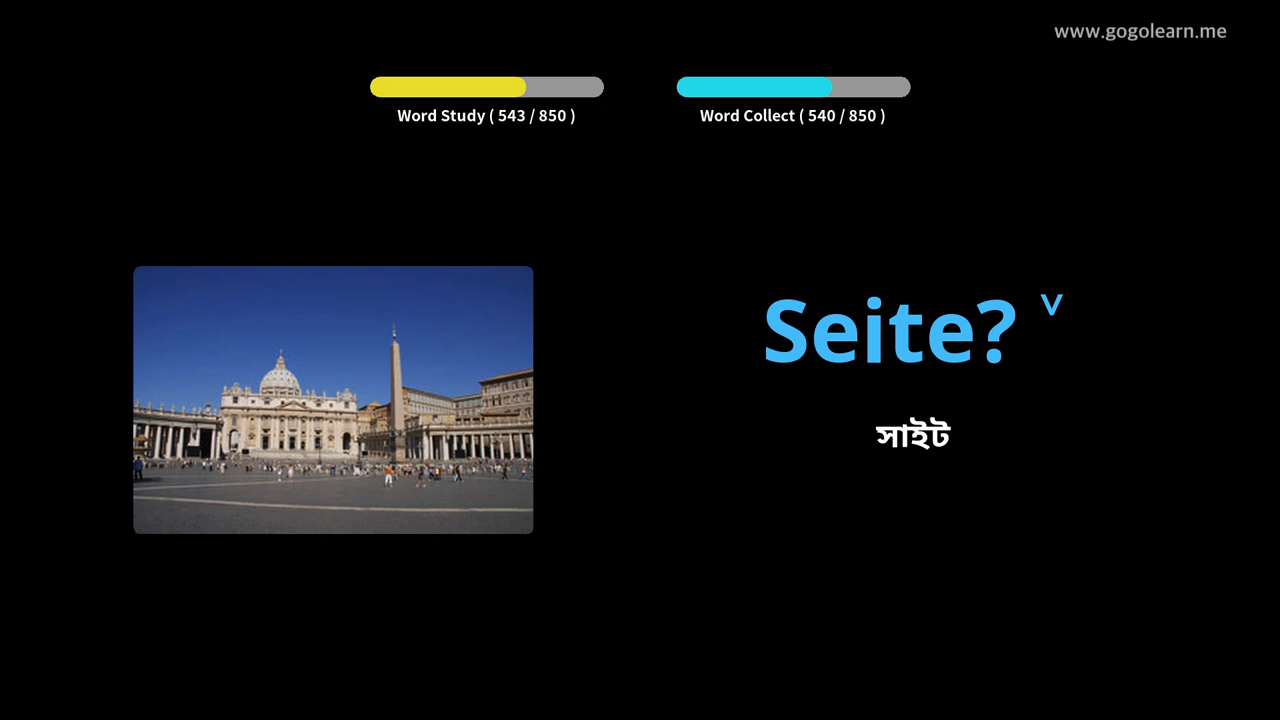 www.gogolearn.me
Word Study ( 543 / 850 )
Word Collect ( 540 / 850 )
Seite? v
সাইট